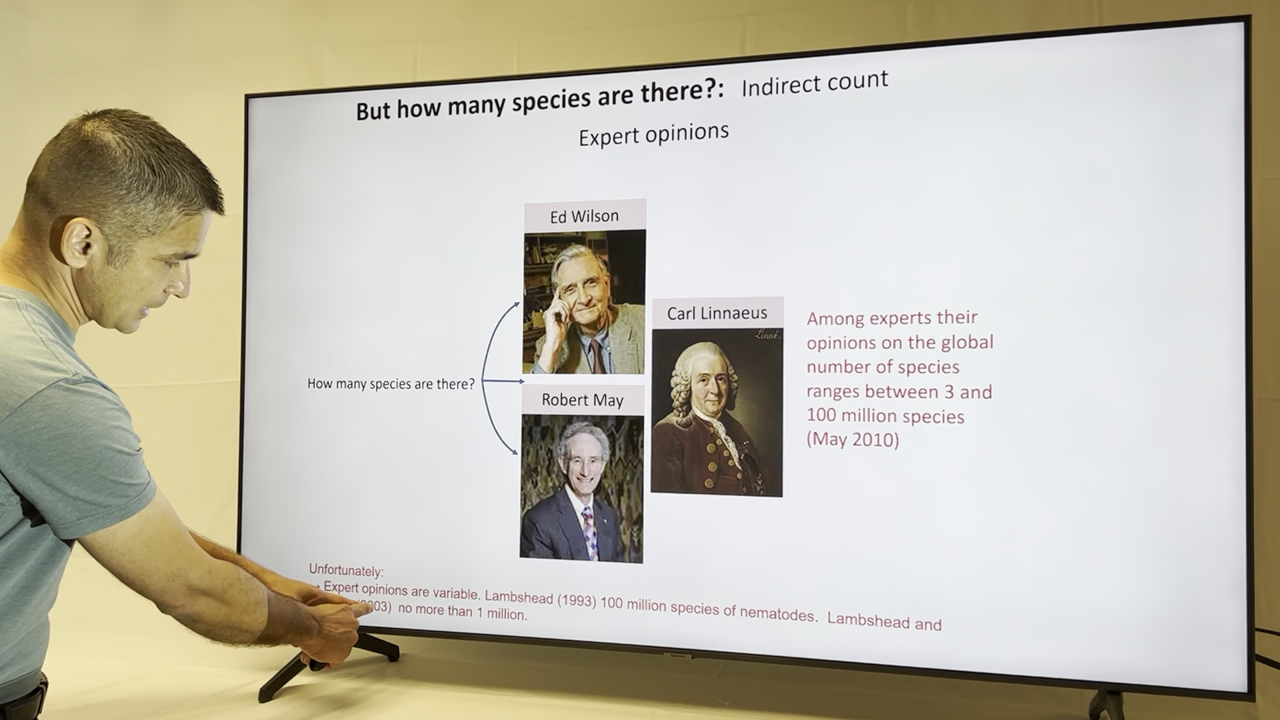 But how many species are there?: Indirect count
Expert opinions
Ed Wilson
Carl Linnaeus
Linné.
Robert May
How many species are there?
Among experts their
opinions on the global
number of species
ranges between 3 and
100 million species
(May 2010)
Unfortunately:
Expert opinions are variable. Lambshead (1993) 100 million species of nematodes. Lambshead and
2003) no more than 1 million.